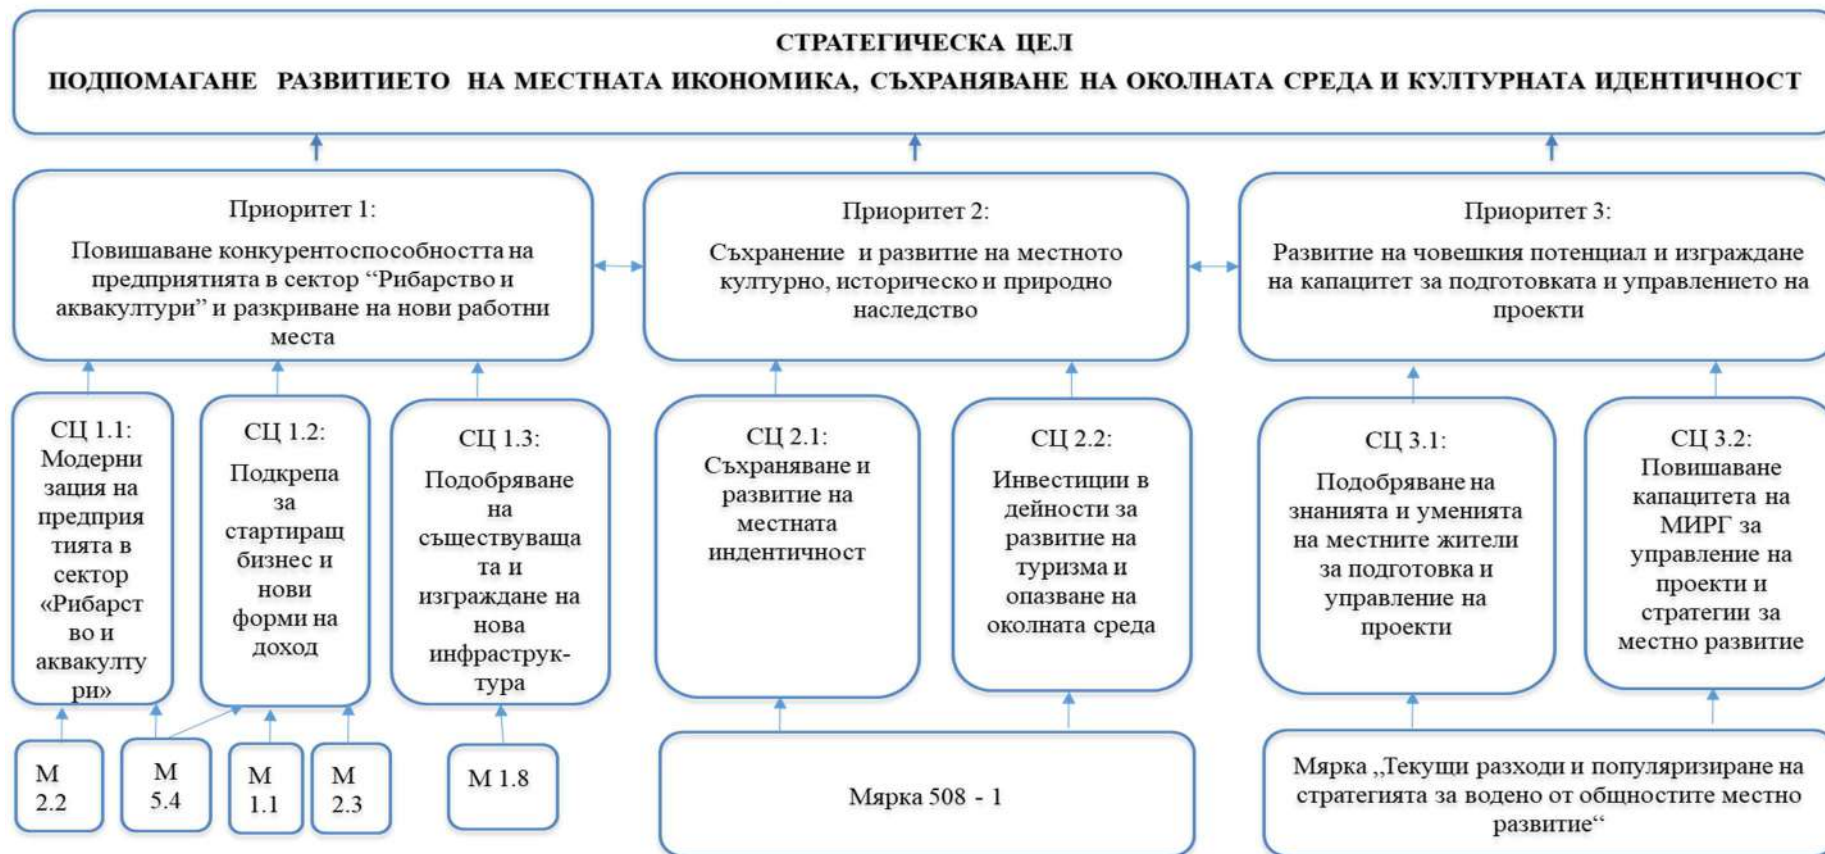 СТРАТЕГИЧЕСКА ЦЕЛ
ПОДПОМАГАНЕ РАЗВИТИЕТО НА МЕСТНАТА ИКОНОМИКА, СЪХРАНЯВАНЕ НА ОКОЛНАТА СРЕДА И КУЛТУРНАТА ИДЕНТИЧНОСТ
Приоритет 1:
Повишаване конкурентоспособността на
предприятията в сектор “Рибарство и
аквакултури” и разкриване на нови работни
места
Приоритет 2:
Съхранение и развитие на местното
културно, историческо и природно
наследство
Приоритет 3:
Развитие на човешкия потенциал и изграждане
на капацитет за подготовката и управлението на
проекти
СЦ 1.1:
Модерни
зация на
предприя
тията в
сектор
«Рибарст
во и
аквакулту
ри»
СЦ 1.2:
Подкрепа
за
стартиращ
бизнес и
нови
форми на
доход
СЦ 1.3:
Подобряване
на
съществуваща
та и
изграждане на
нова
инфраструк-
тура
СЦ 2.1:
Съхраняване и
развитие на
местната
индентичност
СЦ 2.2:
Инвестиции в
дейности за
развитие на
туризма и
опазване на
околната среда
СЦ 3.1:
Подобряване на
знанията и уменията
на местните жители
за подготовка и
управление на
проекти
СЦ 3.2:
Повишаване
капацитета на
МИРГ за
управление на
проекти и
стратегии за
местно развитие
М
2.2
М
5.4
М
1.1
М
2.3
М 1.8
Мярка 508 - 1
Мярка „Текущи разходи и популяризиране на
стратегията за водено от общностите местно
развитие“